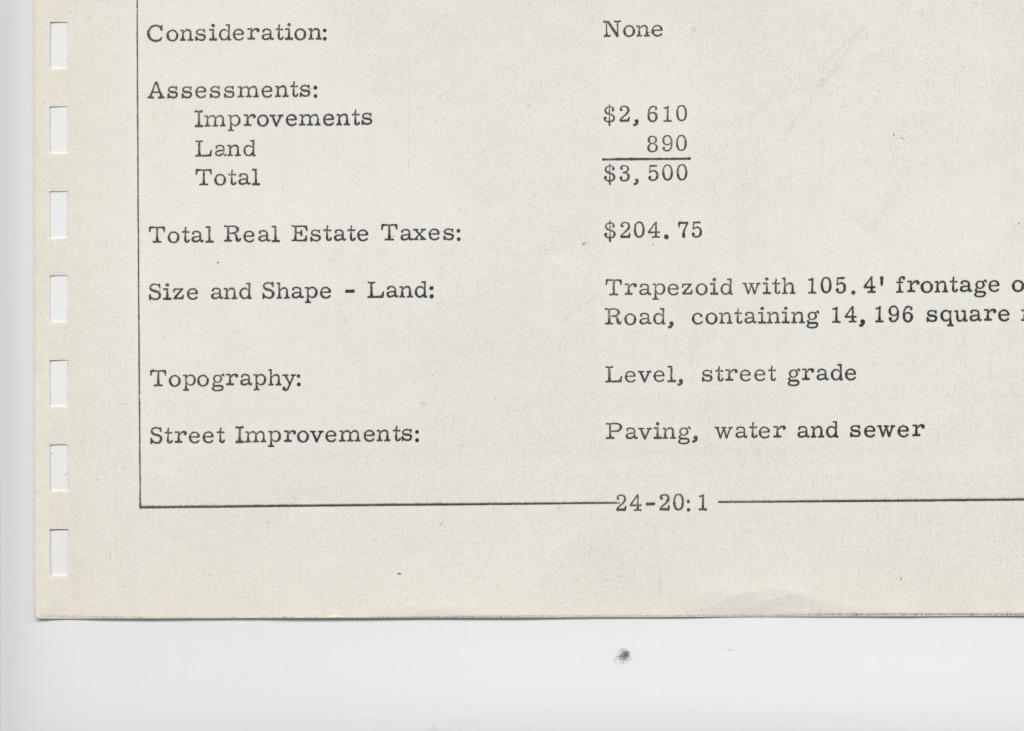 Consideration: None
Assessments:
Improvements $2,610
Land 890
Total $3,500
Total Real Estate Taxes: $204.75
Size and Shape - Land: Trapezoid with 105.4' frontage
Road, containing 14,196 square
Topography: Level, street grade
Street Improvements: Paving, water and sewer
24-20:1